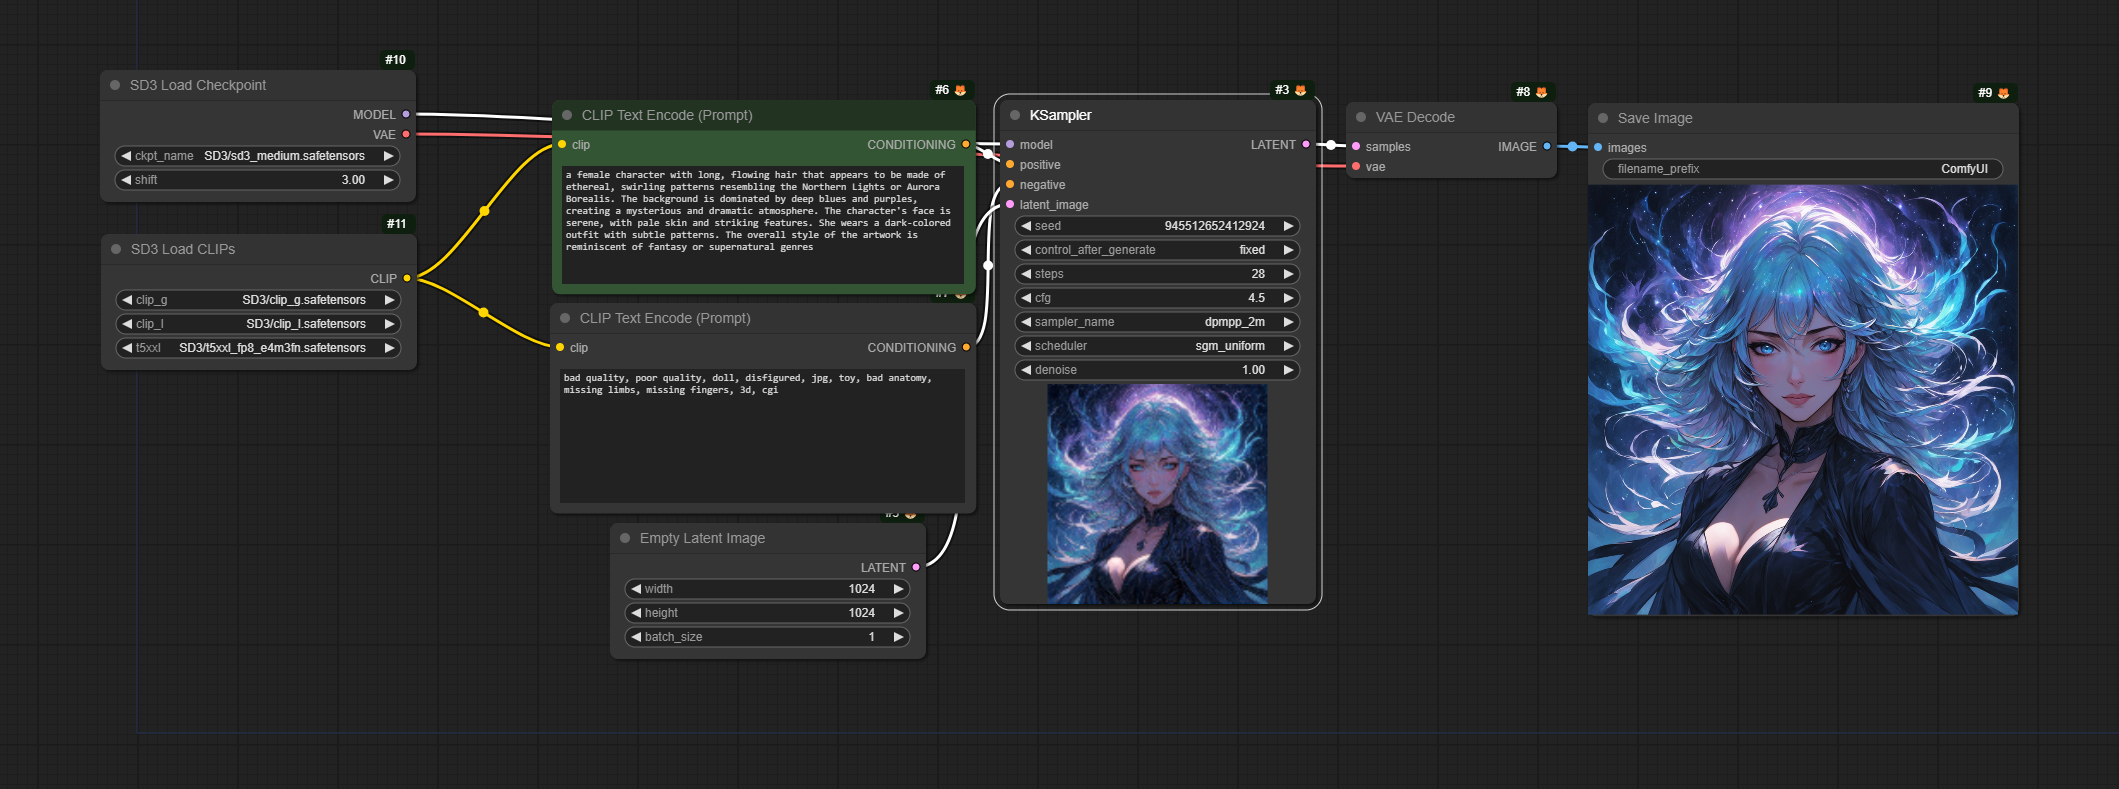 #10
SD3 Load Checkpoint
MODEL
VAE
ckpt_name SD3/sd3_medium.safetensors
shift 3.00
#11
SD3 Load CLIPs
CLIP
clip_g SD3/clip_g.safetensors
clip_l SD3/clip_l.safetensors
t5xxl SD3/t5xxl_fp8_e4m3fn.safetensors
#6
CLIP Text Encode (Prompt)
clip CONDITIONING
a female character with long, flowing hair that appears to be made of
ethereal, swirling patterns resembling the Northern Lights or Aurora
Borealis. The background is dominated by deep blues and purples,
creating a mysterious and dramatic atmosphere. The character's face is
serene, with pale skin and striking features. She wears a dark-colored
outfit with subtle patterns. The overall style of the artwork is
reminiscent of fantasy or supernatural genres
CLIP Text Encode (Prompt)
clip CONDITIONING
bad quality, poor quality, doll, disfigured, jpg, toy, bad anatomy,
missing limbs, missing fingers, 3d, cgi
Empty Latent Image
LATENT
width 1024
height 1024
batch_size 1
#3
KSampler
model LATENT
positive
negative
latent_image
seed 945512652412924
control_after_generate fixed
steps 28
cfg 4.5
sampler_name dpmpp_2m
scheduler sgm_uniform
denoise 1.00
#8
VAE Decode
samples IMAGE
vae
#9
Save Image
images
filename_prefix ComfyUI